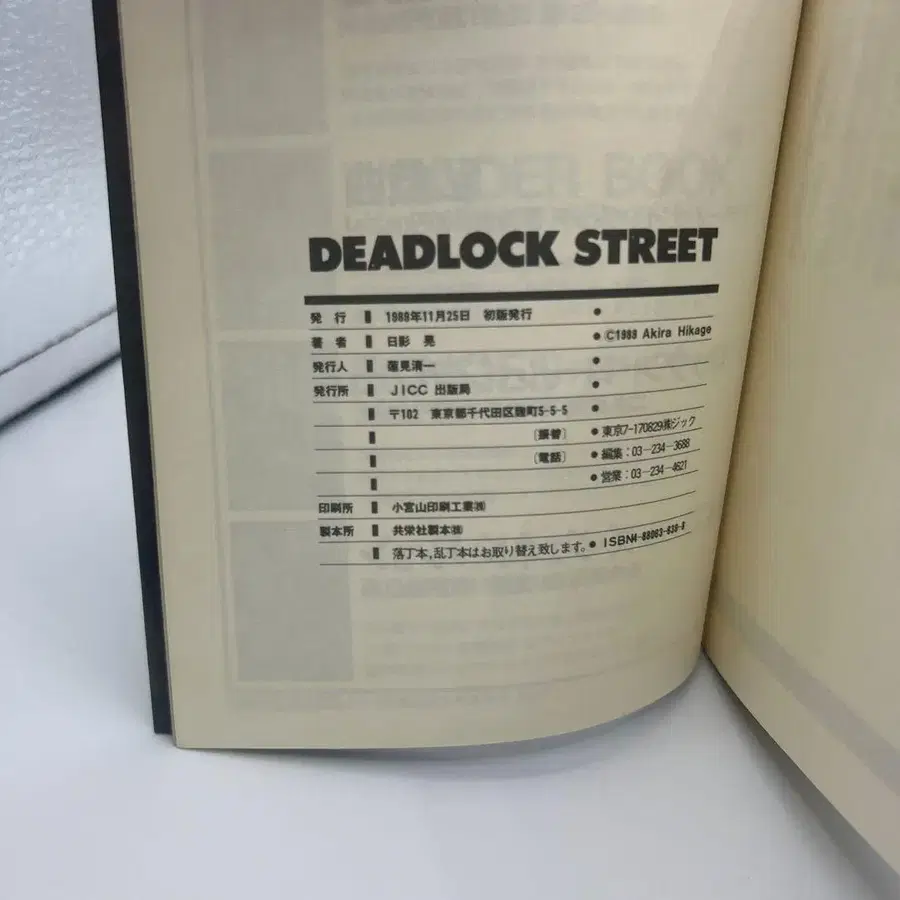 DEADLOCK STREET
発行 1989年11月25日 初版発行 ●
著者 日影 晃 ● ©1988 Akira Hikage
発行人 蓮見清一 ●
発行所 JICC 出版局 ●
〒102 東京都千代田区麹町5-5-5 ●
〔振替〕 ● 東京7-170829㈱ジック
〔電話〕 ● 編集:03-234-3688
● 営業:03-234-4621
印刷所 小宮山印刷工業㈱
製本所 共栄社製本㈱
落丁本,乱丁本はお取り替え致します。 ● ISBN4-88063-638-8